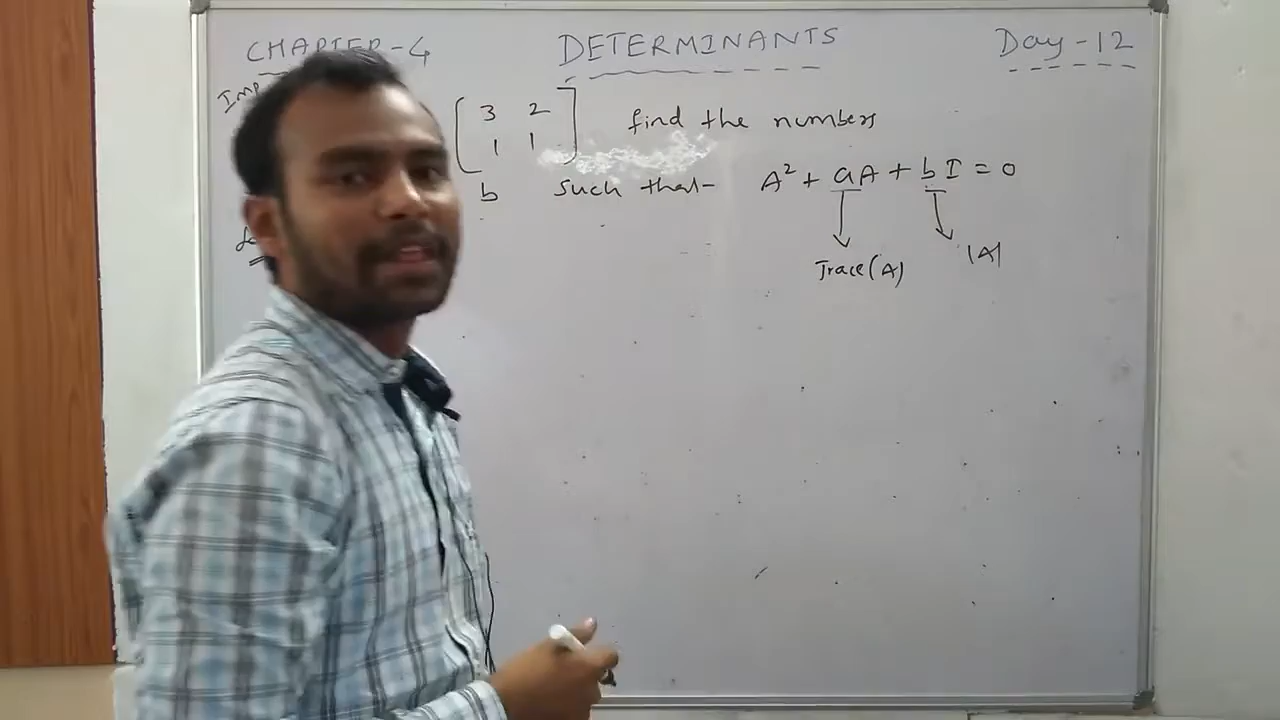 CHAPTER-4 DETERMINANTS Day-12
Imp [3 2 1 1] find the numbers
b such that A² + aA + bI = 0
Trace(A) |A|